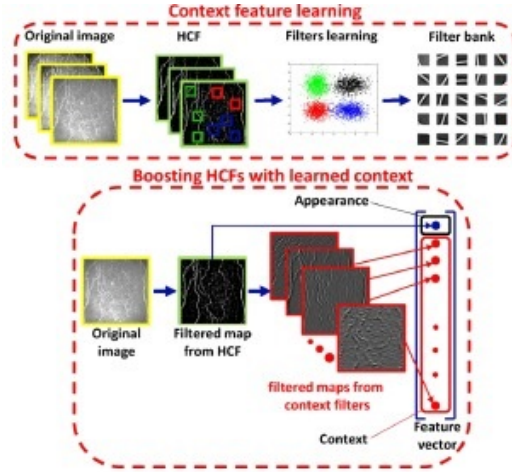 Context feature learning
Original image
HCF
Filters learning
Filter bank
Boosting HCFs with learned context
Appearance
Original
image
Filtered map
from HCF
filtered maps from
context filters
Context
Feature
vector